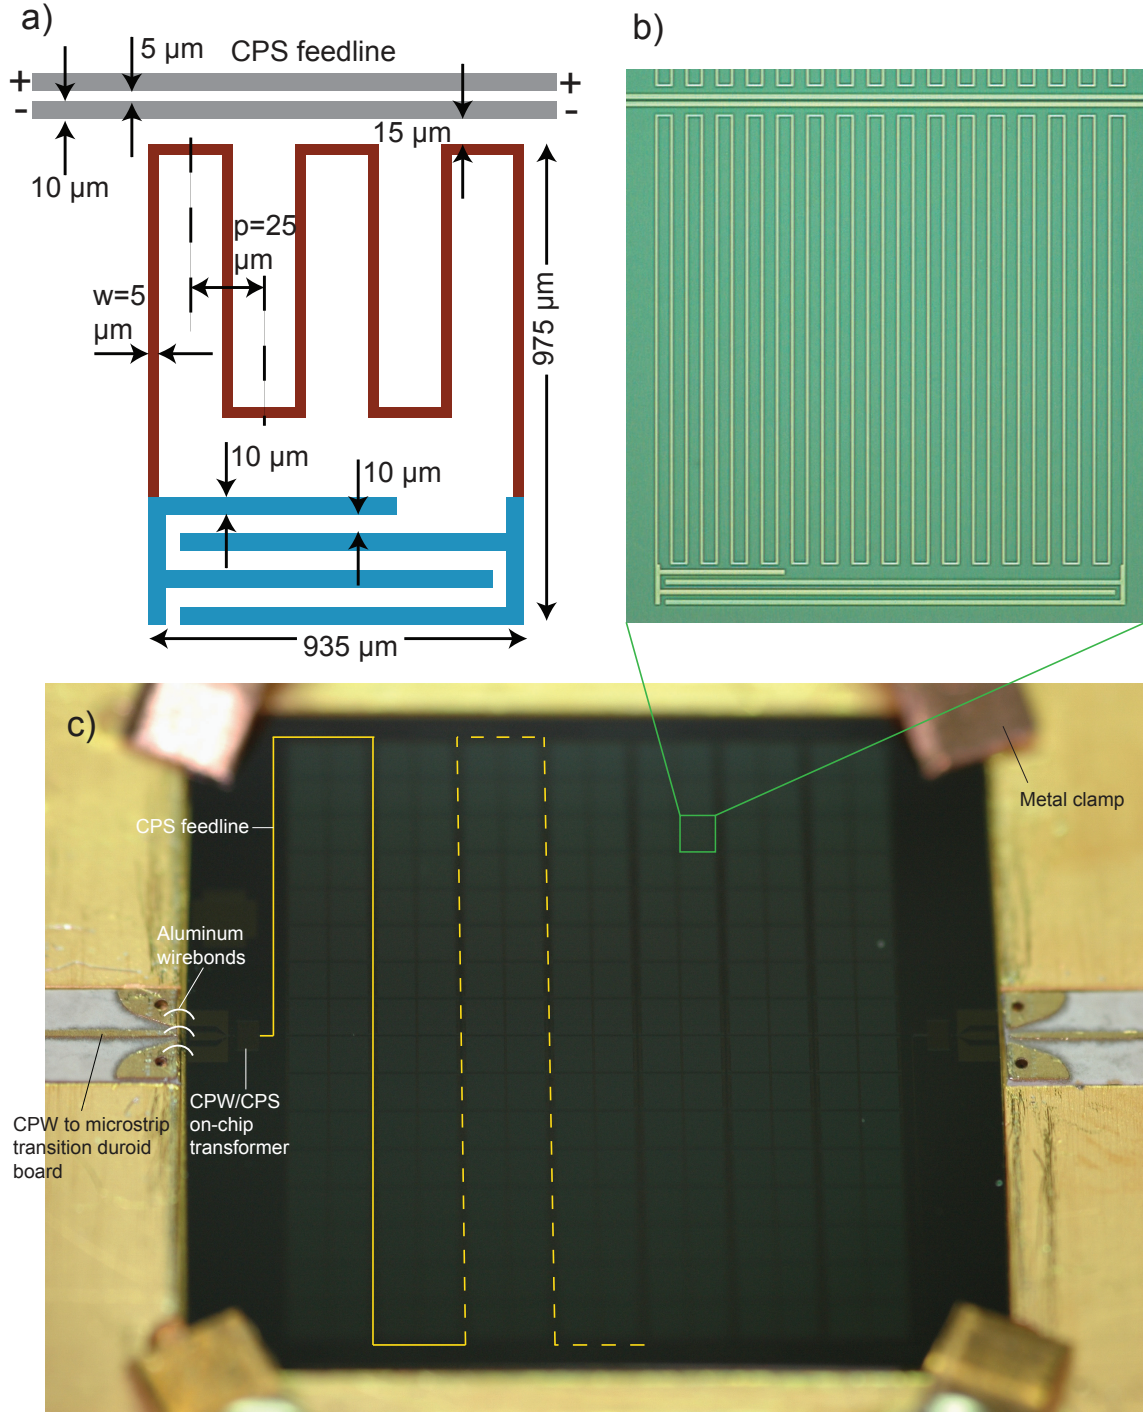 a)
5 µm
CPS feedline
+
+
-
-
15 µm
10 µm
p=25
µm
w=5
µm
975 µm
10 µm
10 µm
935 µm
b)
c)
Metal clamp
CPS feedline
Aluminum
wirebonds
CPW/CPS
on-chip
transformer
CPW to microstrip
transition duroid
board